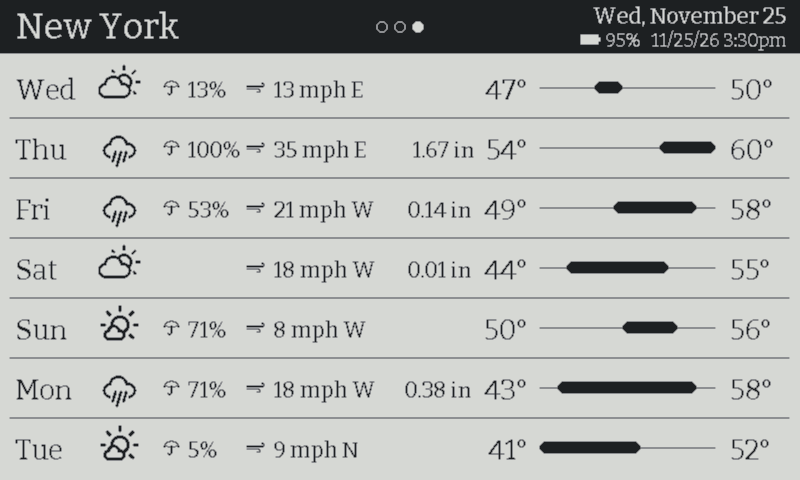 New York
Wed, November 25
95% 11/25/26 3:30pm
Wed 13% 13 mph E 47° 50°
Thu 100% 35 mph E 1.67 in 54° 60°
Fri 53% 21 mph W 0.14 in 49° 58°
Sat 18 mph W 0.01 in 44° 55°
Sun 71% 8 mph W 50° 56°
Mon 71% 18 mph W 0.38 in 43° 58°
Tue 5% 9 mph N 41° 52°